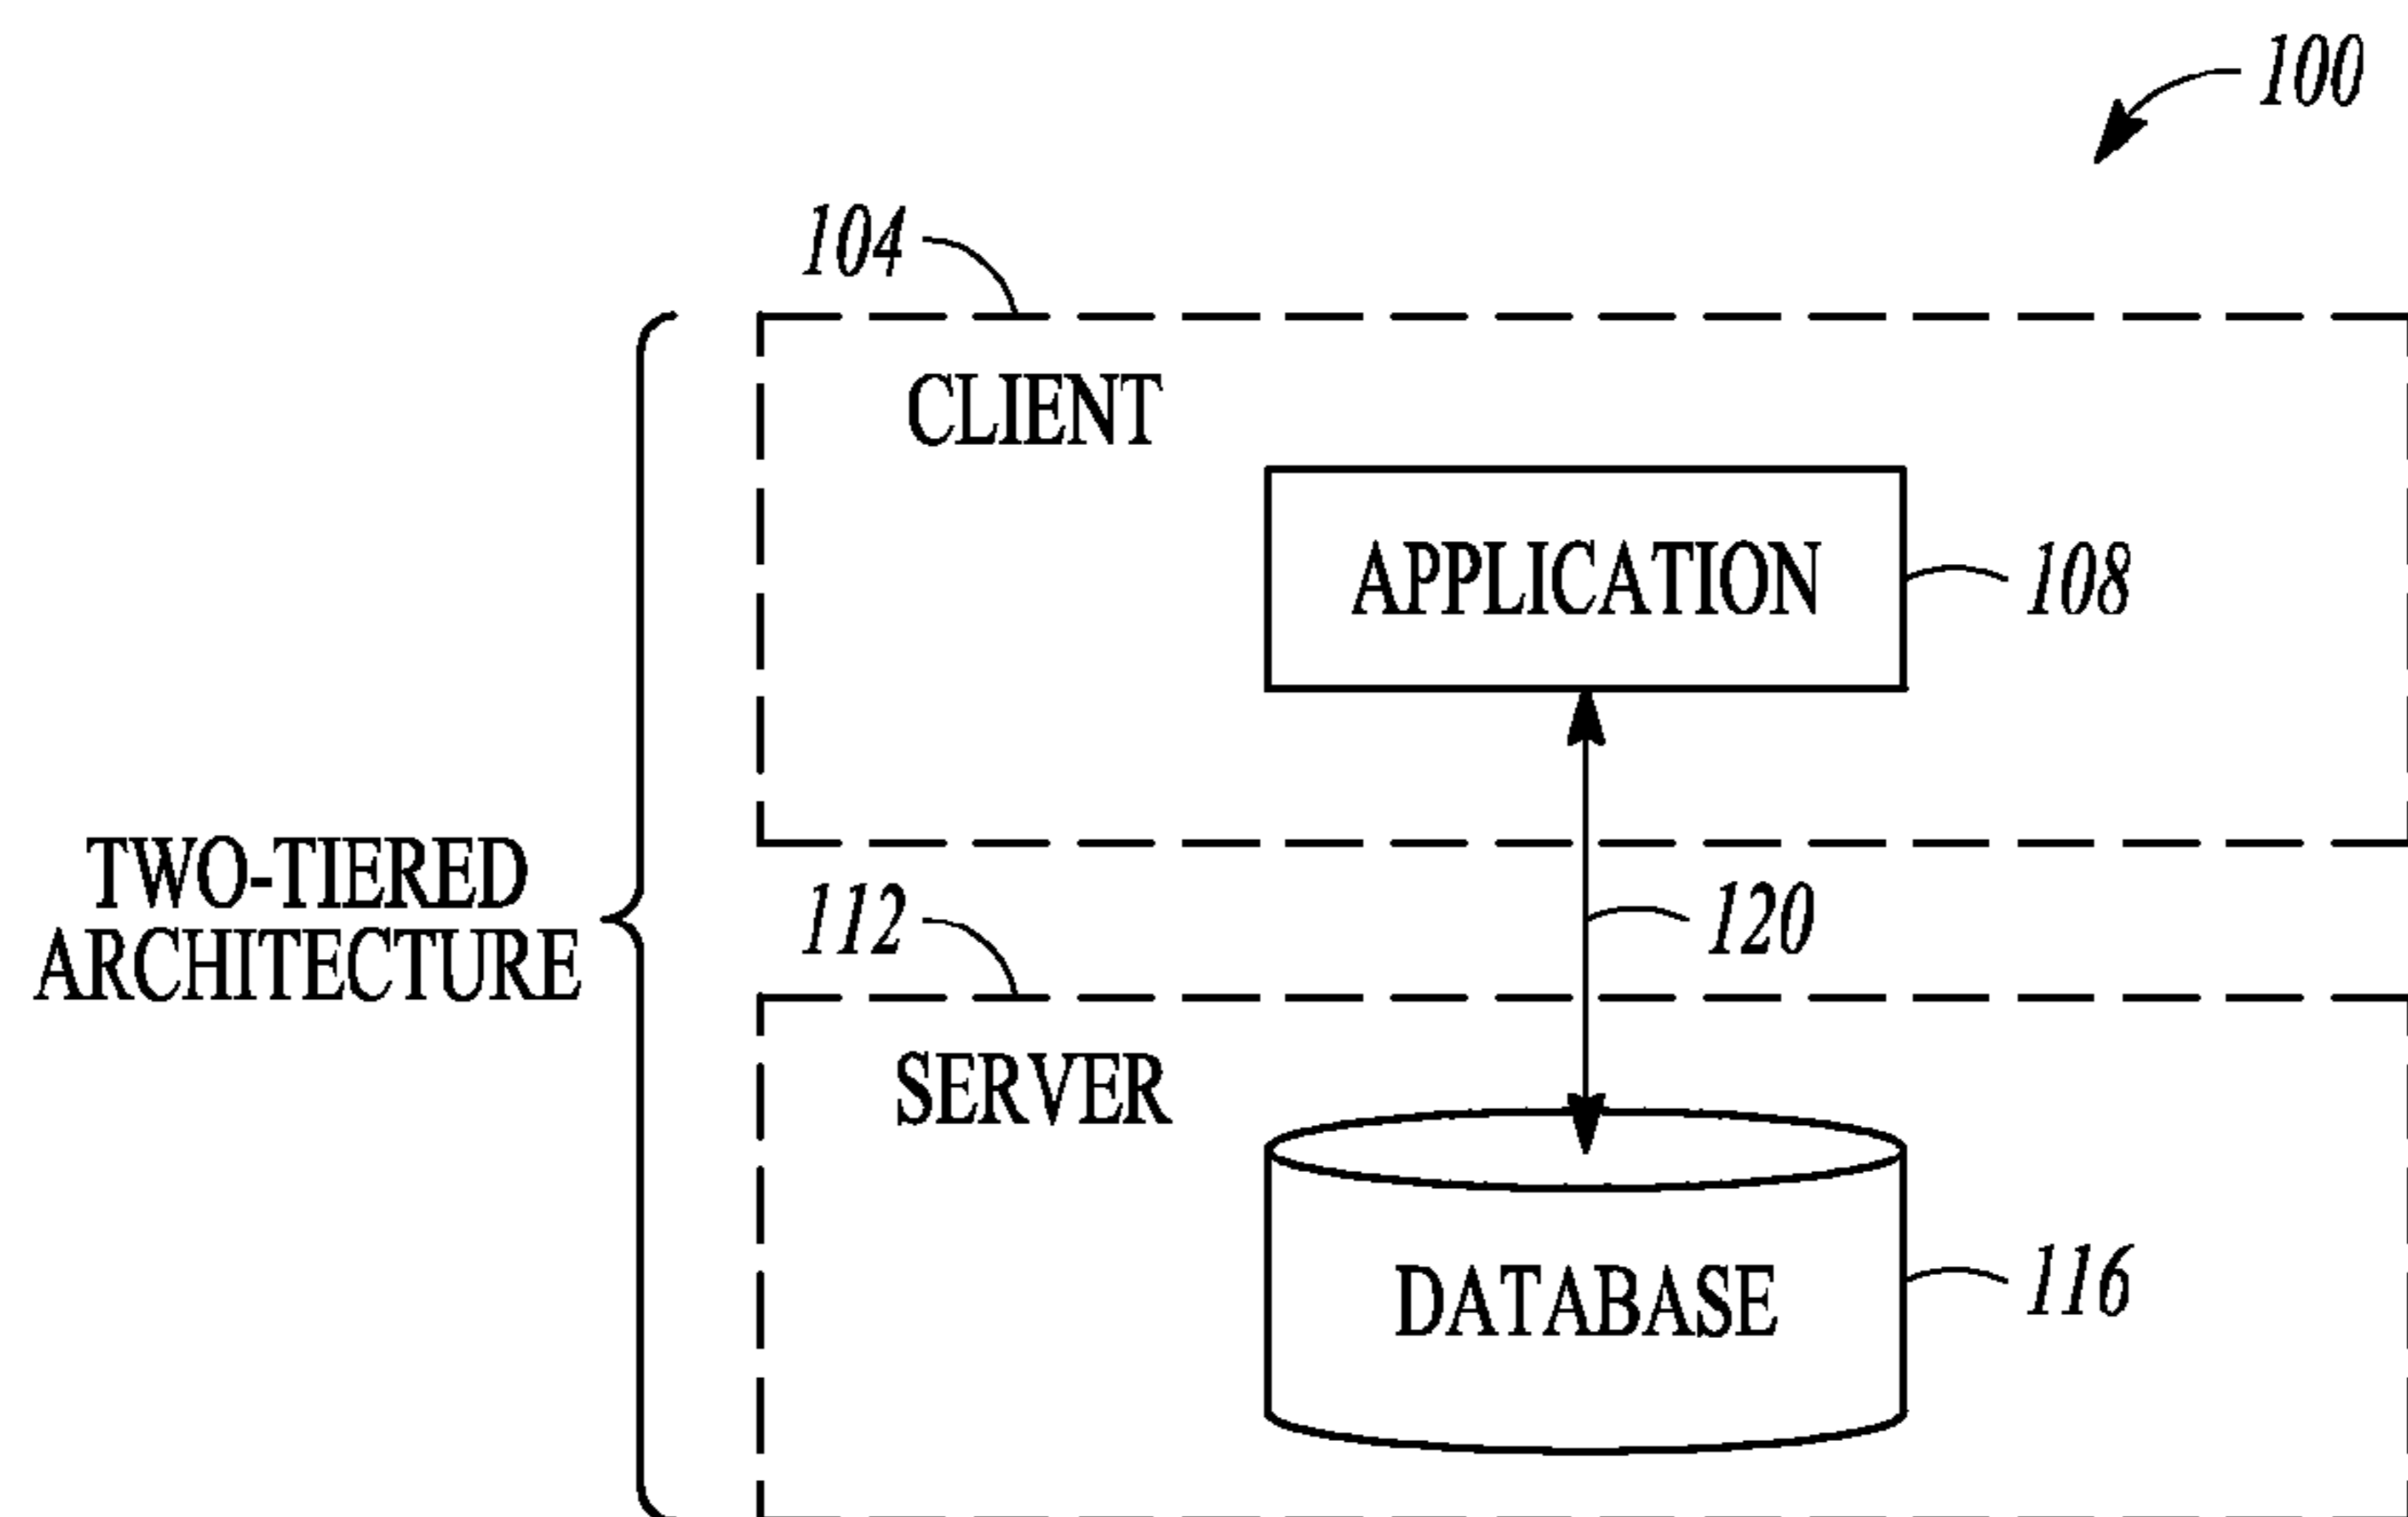 100
104
CLIENT
APPLICATION
108
TWO-TIERED
ARCHITECTURE
112
120
SERVER
DATABASE
116